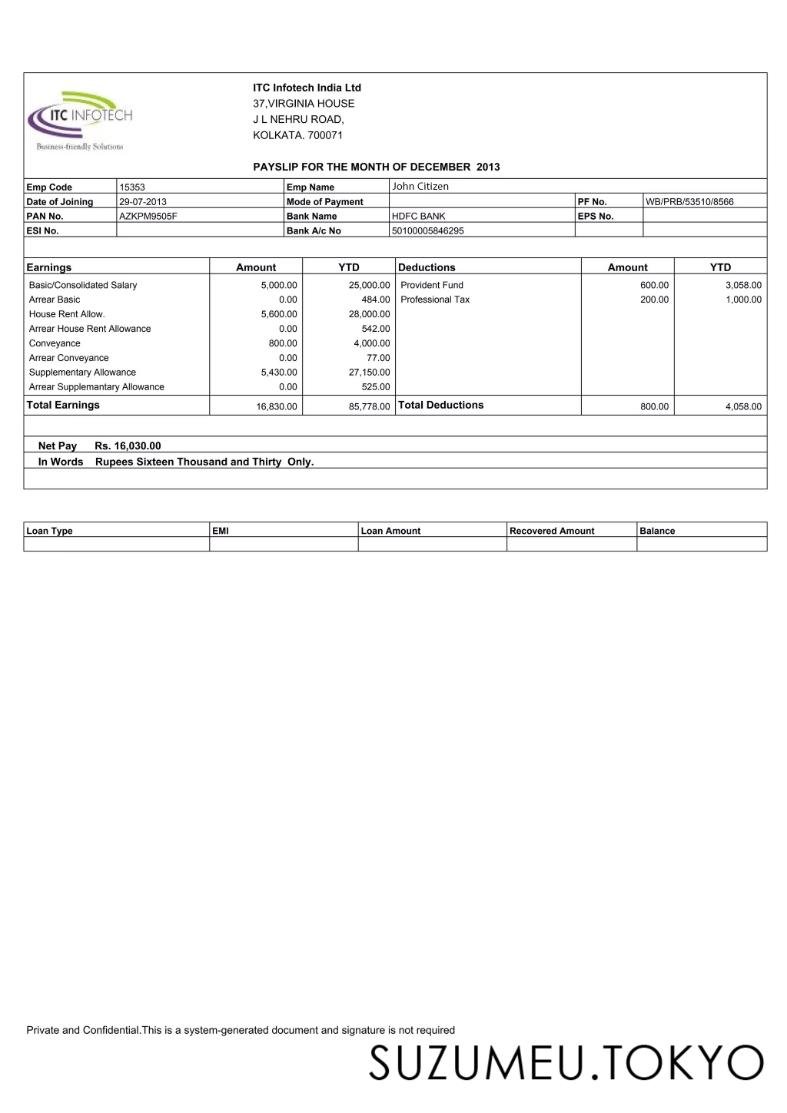 ITC INFOTECH
Business-friendly Solutions
ITC Infotech India Ltd
37,VIRGINIA HOUSE
J L NEHRU ROAD,
KOLKATA. 700071
PAYSLIP FOR THE MONTH OF DECEMBER 2013
Emp Code 15353 Emp Name John Citizen
Date of Joining 29-07-2013 Mode of Payment PF No. WB/PRB/53510/8566
PAN No. AZKPM9505F Bank Name HDFC BANK EPS No.
ESI No. Bank A/c No 50100005846295
Earnings Amount YTD Deductions Amount YTD
Basic/Consolidated Salary 5,000.00 25,000.00 Provident Fund 600.00 3,058.00
Arrear Basic 0.00 484.00 Professional Tax 200.00 1,000.00
House Rent Allow. 5,600.00 28,000.00
Arrear House Rent Allowance 0.00 542.00
Conveyance 800.00 4,000.00
Arrear Conveyance 0.00 77.00
Supplementary Allowance 5,430.00 27,150.00
Arrear Supplemantary Allowance 0.00 525.00
Total Earnings 16,830.00 85,778.00 Total Deductions 800.00 4,058.00
Net Pay Rs. 16,030.00
In Words Rupees Sixteen Thousand and Thirty Only.
Loan Type EMI Loan Amount Recovered Amount Balance
Private and Confidential.This is a system-generated document and signature is not required
SUZUMEU.TOKYO